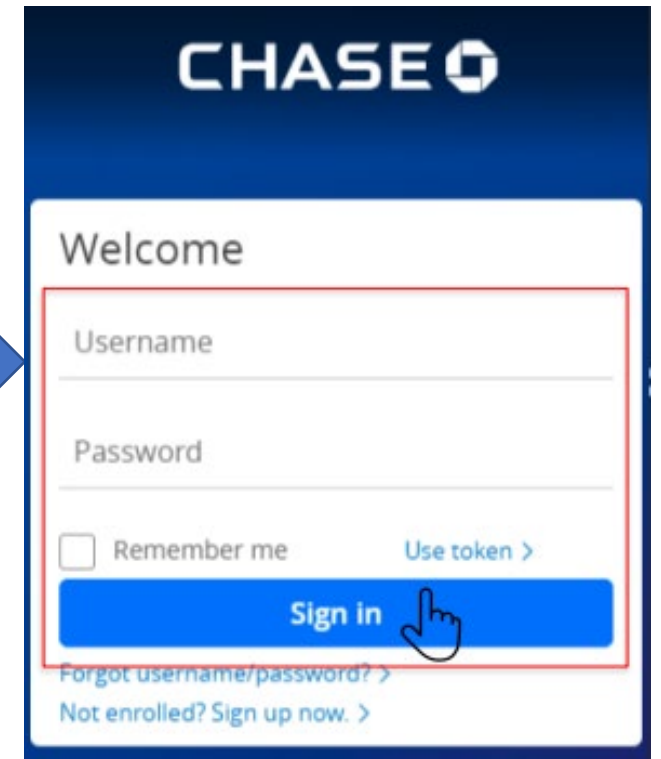 CHASE
Welcome
Username
Password
Remember me Use token >
Sign in
Forgot username/password? >
Not enrolled? Sign up now. >